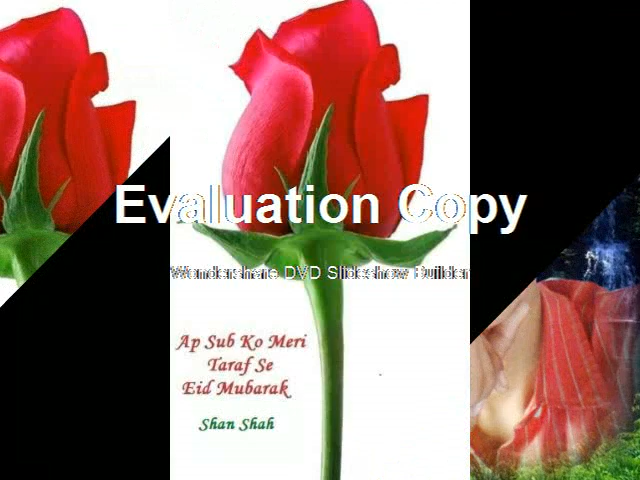 Evaluation Copy
Wondershare DVD Slideshow Builder
Ap Sub Ko Meri
Taraf Se
Eid Mubarak
Shan Shah